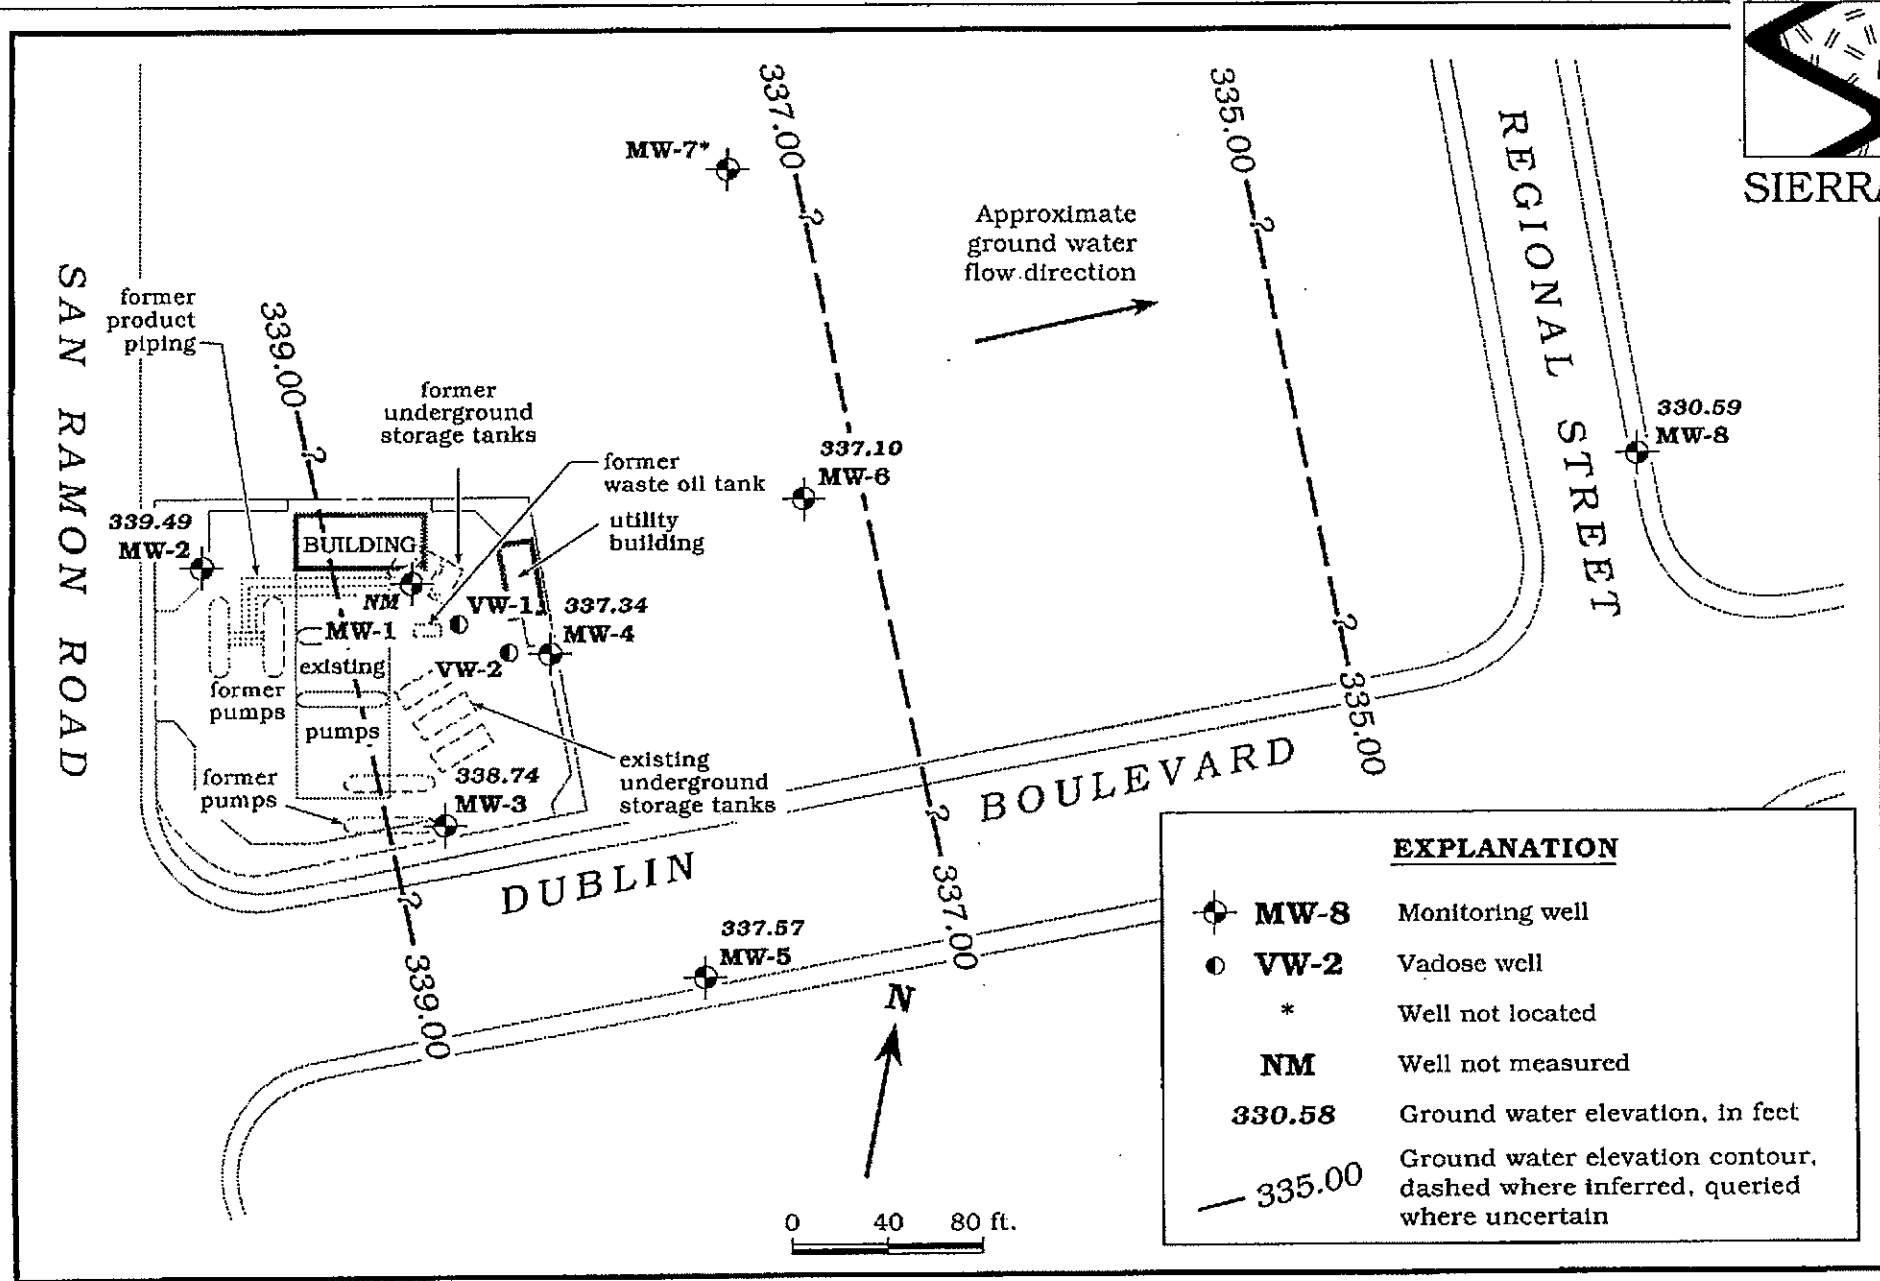 SIERRA
337.00
335.00
MW-7*
REGIONAL STREET
Approximate
ground water
flow direction
SAN RAMON ROAD
former
product
piping
339.00
former
underground
storage tanks
330.59
MW-8
?
?
?
former
waste oil tank
337.10
MW-6
339.49
MW-2
BUILDING
utility
building
NM
MW-1
VW-1
337.34
MW-4
VW-2
existing
pumps
former
pumps
?
335.00
former
pumps
338.74
MW-3
existing
underground
storage tanks
DUBLIN BOULEVARD
?
?
337.00
339.00
337.57
MW-5
N
0 40 80 ft.
EXPLANATION
MW-8 Monitoring well
VW-2 Vadose well
* Well not located
NM Well not measured
330.58 Ground water elevation, in feet
335.00 Ground water elevation contour,
dashed where inferred, queried
where uncertain